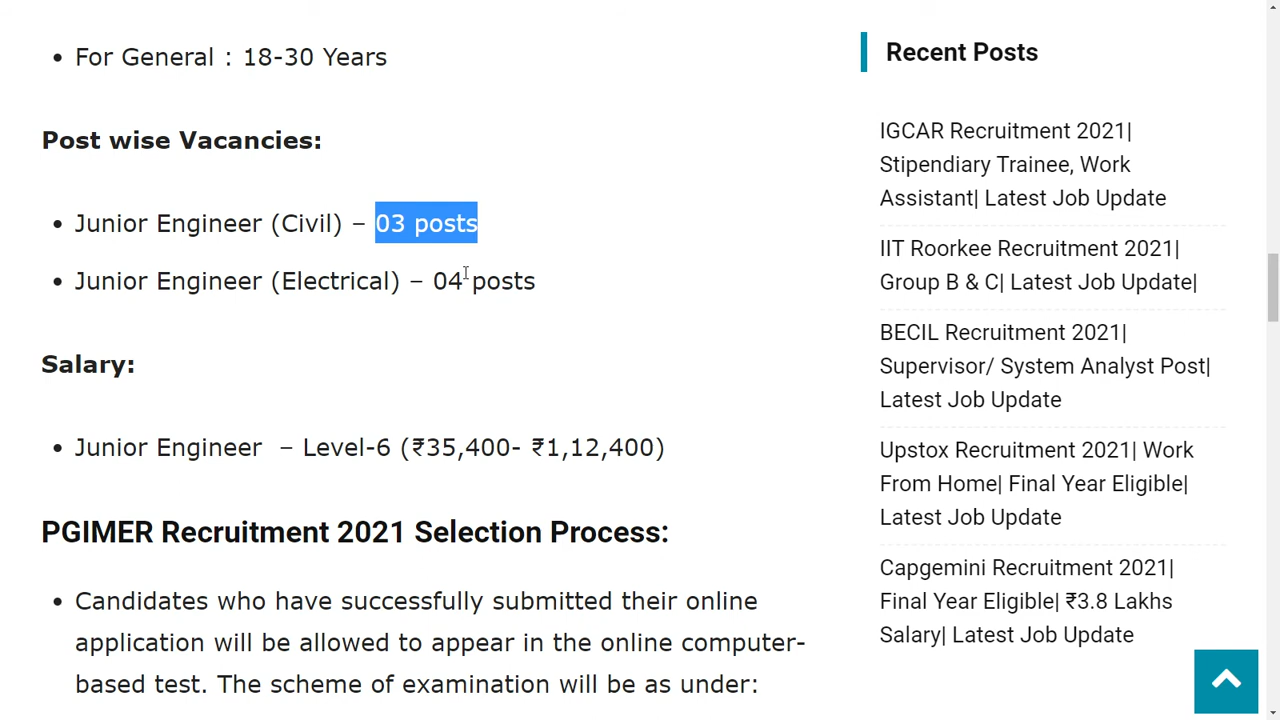 For General : 18-30 Years
Post wise Vacancies:
Junior Engineer (Civil) – 03 posts
Junior Engineer (Electrical) – 04 posts
Salary:
Junior Engineer – Level-6 (₹35,400- ₹1,12,400)
PGIMER Recruitment 2021 Selection Process:
Candidates who have successfully submitted their online
application will be allowed to appear in the online computer-
based test. The scheme of examination will be as under:
Recent Posts
IGCAR Recruitment 2021|
Stipendiary Trainee, Work
Assistant| Latest Job Update
IIT Roorkee Recruitment 2021|
Group B & C| Latest Job Update|
BECIL Recruitment 2021|
Supervisor/ System Analyst Post|
Latest Job Update
Upstox Recruitment 2021| Work
From Home| Final Year Eligible|
Latest Job Update
Capgemini Recruitment 2021|
Final Year Eligible| ₹3.8 Lakhs
Salary| Latest Job Update